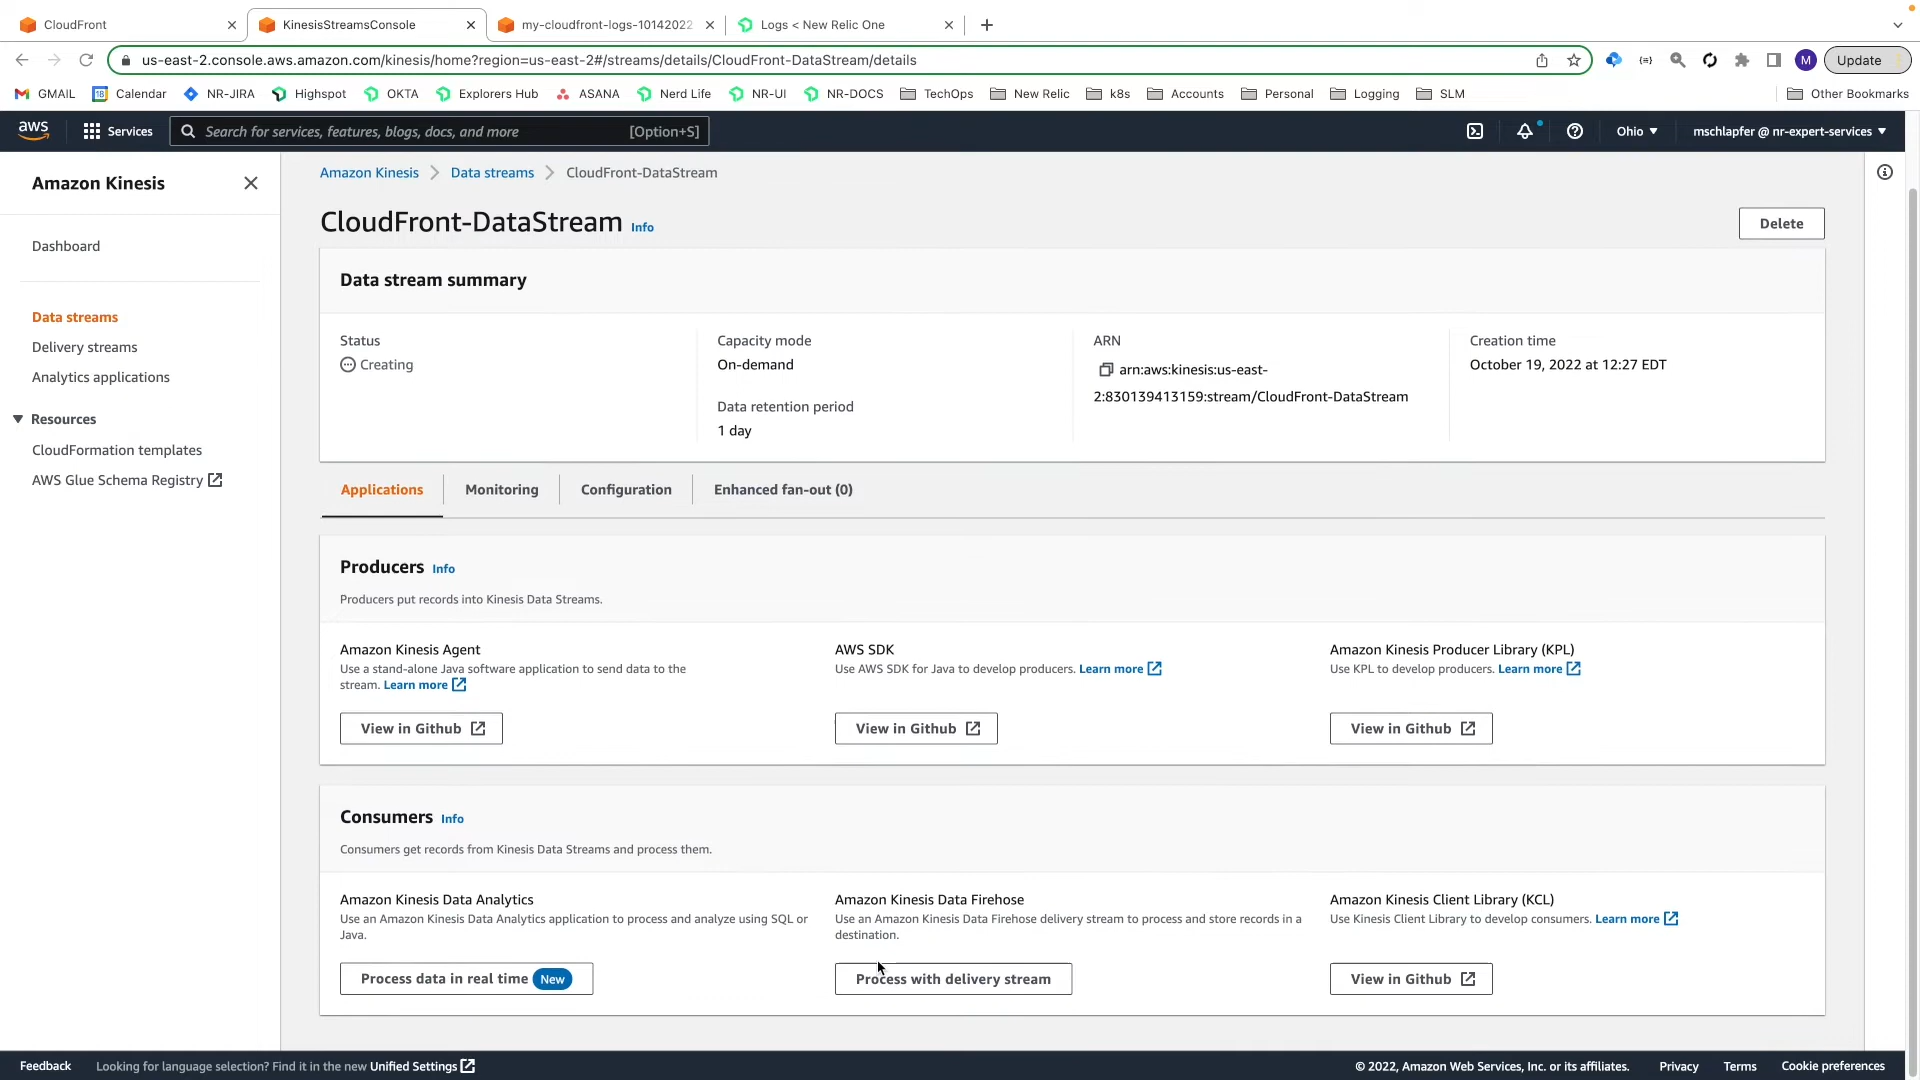 CloudFront
KinesisStreamsConsole
my-cloudfront-logs-10142022
Logs < New Relic One
us-east-2.console.aws.amazon.com/kinesis/home?region=us-east-2#/streams/details/CloudFront-DataStream/details
M
Update
GMAIL
Calendar
NR-JIRA
Highspot
OKTA
Explorers Hub
ASANA
Nerd Life
NR-UI
NR-DOCS
TechOps
New Relic
k8s
Accounts
Personal
Logging
SLM
Other Bookmarks
aws
Services
Search for services, features, blogs, docs, and more
[Option+S]
Ohio
mschlapfer @ nr-expert-services
Amazon Kinesis
Dashboard
Data streams
Delivery streams
Analytics applications
Resources
CloudFormation templates
AWS Glue Schema Registry
Amazon Kinesis
Data streams
CloudFront-DataStream
CloudFront-DataStream Info
Delete
Data stream summary
Status
Creating
Capacity mode
On-demand
Data retention period
1 day
ARN
arn:aws:kinesis:us-east-
2:830139413159:stream/CloudFront-DataStream
Creation time
October 19, 2022 at 12:27 EDT
Applications
Monitoring
Configuration
Enhanced fan-out (0)
Producers Info
Producers put records into Kinesis Data Streams.
Amazon Kinesis Agent
Use a stand-alone Java software application to send data to the
stream. Learn more
View in Github
AWS SDK
Use AWS SDK for Java to develop producers. Learn more
View in Github
Amazon Kinesis Producer Library (KPL)
Use KPL to develop producers. Learn more
View in Github
Consumers Info
Consumers get records from Kinesis Data Streams and process them.
Amazon Kinesis Data Analytics
Use an Amazon Kinesis Data Analytics application to process and analyze using SQL or
Java.
Process data in real time New
Amazon Kinesis Data Firehose
Use an Amazon Kinesis Data Firehose delivery stream to process and store records in a
destination.
Process with delivery stream
Amazon Kinesis Client Library (KCL)
Use Kinesis Client Library to develop consumers. Learn more
View in Github
Feedback
Looking for language selection? Find it in the new Unified Settings
© 2022, Amazon Web Services, Inc. or its affiliates.
Privacy
Terms
Cookie preferences